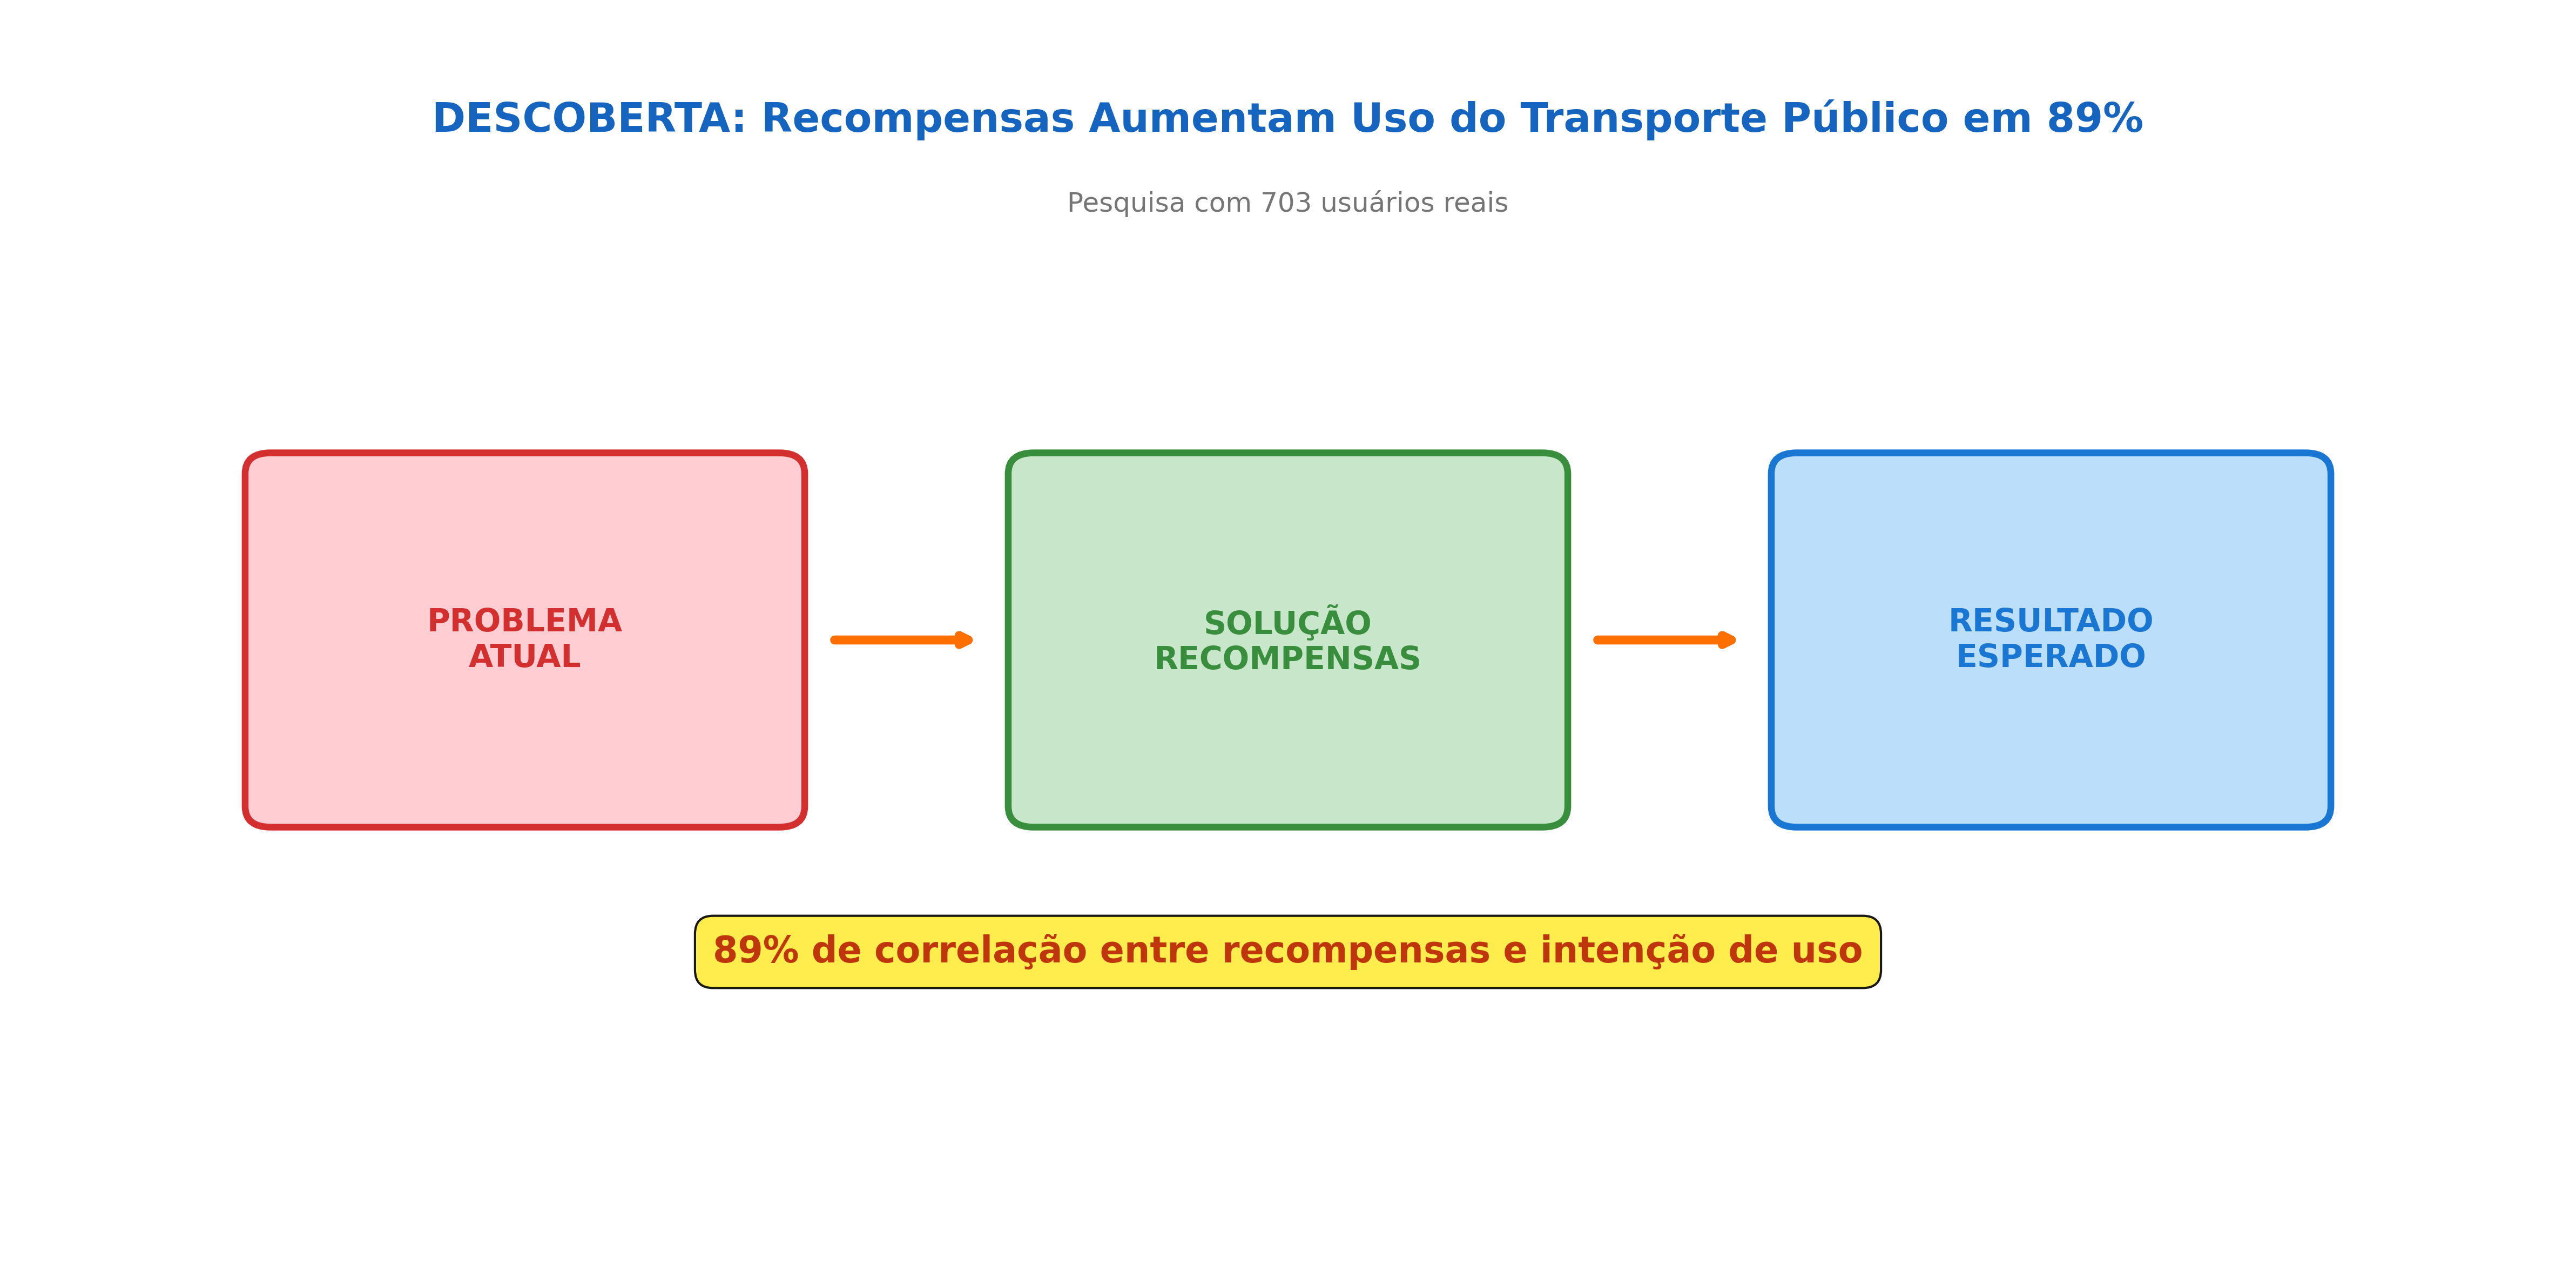 DESCOBERTA: Recompensas Aumentam Uso do Transporte Público em 89%
Pesquisa com 703 usuários reais
PROBLEMA
ATUAL
SOLUÇÃO
RECOMPENSAS
RESULTADO
ESPERADO
89% de correlação entre recompensas e intenção de uso